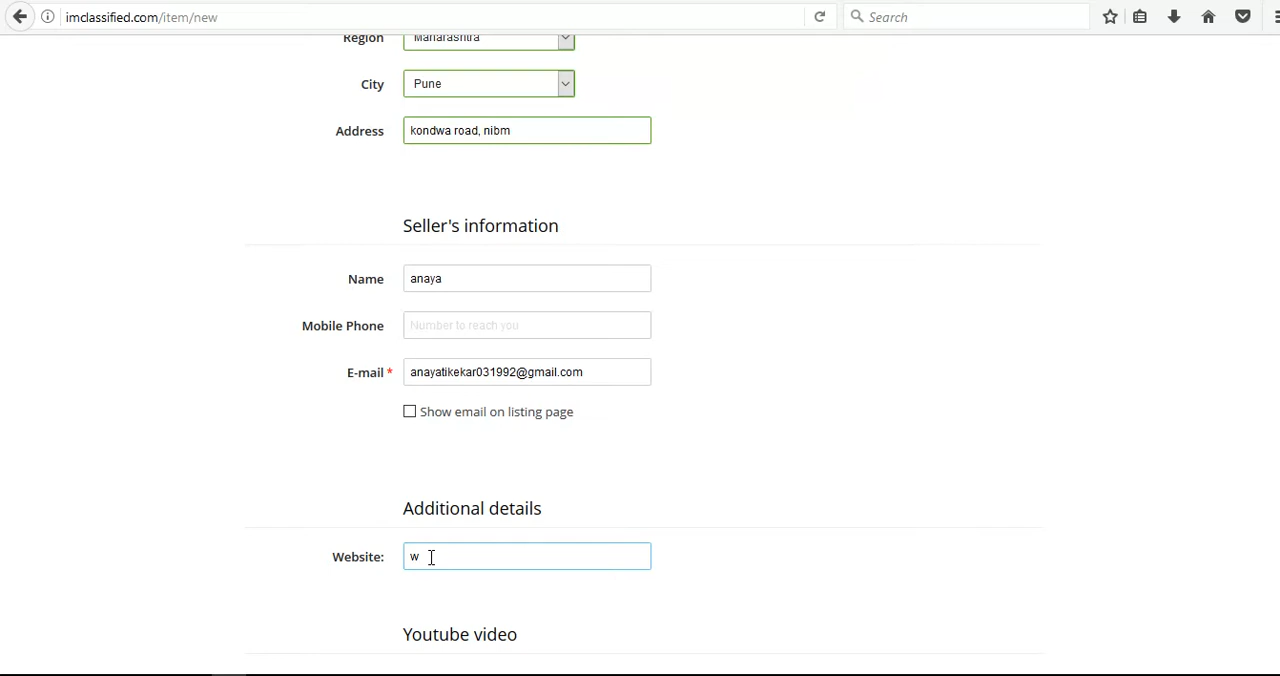 imclassified.com/item/new
Search
Region Maharashtra
City Pune
Address kondwa road, nibm
Seller's information
Name anaya
Mobile Phone Number to reach you
E-mail * anayatikekar031992@gmail.com
Show email on listing page
Additional details
Website: w
Youtube video